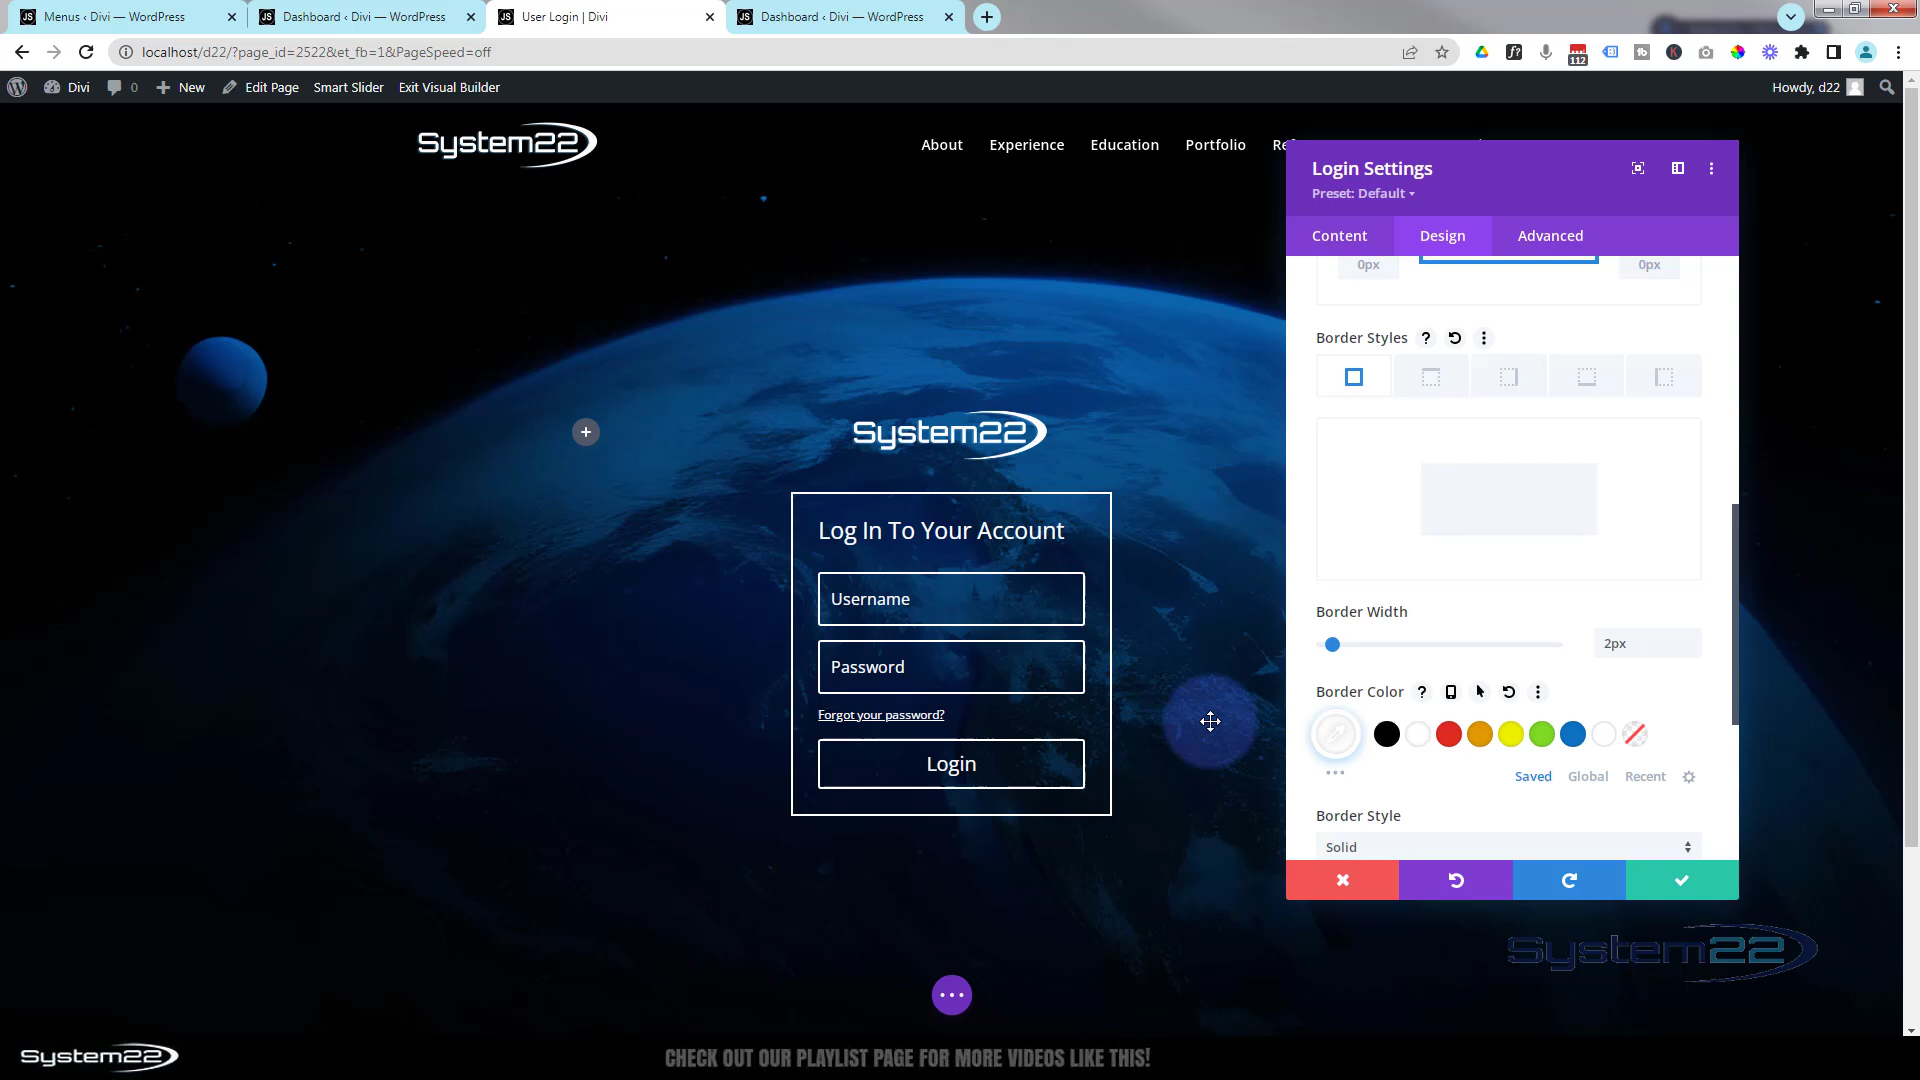 Menus ‹ Divi — WordPress
Dashboard ‹ Divi — WordPress
User Login | Divi
Dashboard ‹ Divi — WordPress
localhost/d22/?page_id=2522&et_fb=1&PageSpeed=off
112
Divi
0
New
Edit Page
Smart Slider
Exit Visual Builder
Howdy, d22
System22
About
Experience
Education
Portfolio
Login Settings
Preset: Default
Content
Design
Advanced
0px
0px
Border Styles
System22
Log In To Your Account
Username
Password
Forgot your password?
Login
Border Width
2px
Border Color
Saved
Global
Recent
Border Style
Solid
System22
System22
CHECK OUT OUR PLAYLIST PAGE FOR MORE VIDEOS LIKE THIS!